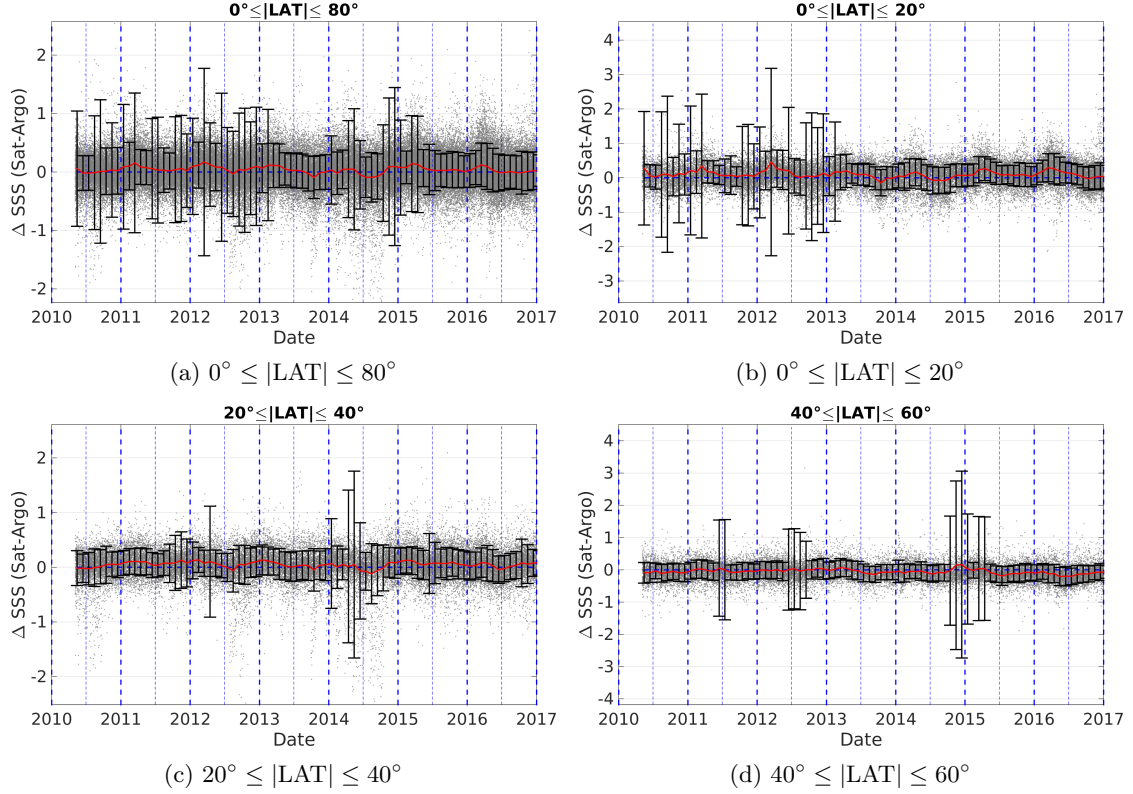 0°≤|LAT|≤ 80°
Δ SSS (Sat-Argo)
2
1
0
-1
-2
2010 2011 2012 2013 2014 2015 2016 2017
Date
(a) 0° ≤ |LAT| ≤ 80°
0°≤|LAT|≤ 20°
Δ SSS (Sat-Argo)
4
3
2
1
0
-1
-2
-3
2010 2011 2012 2013 2014 2015 2016 2017
Date
(b) 0° ≤ |LAT| ≤ 20°
20°≤|LAT|≤ 40°
Δ SSS (Sat-Argo)
2
1
0
-1
-2
2010 2011 2012 2013 2014 2015 2016 2017
Date
(c) 20° ≤ |LAT| ≤ 40°
40°≤|LAT|≤ 60°
Δ SSS (Sat-Argo)
4
3
2
1
0
-1
-2
-3
-4
2010 2011 2012 2013 2014 2015 2016 2017
Date
(d) 40° ≤ |LAT| ≤ 60°